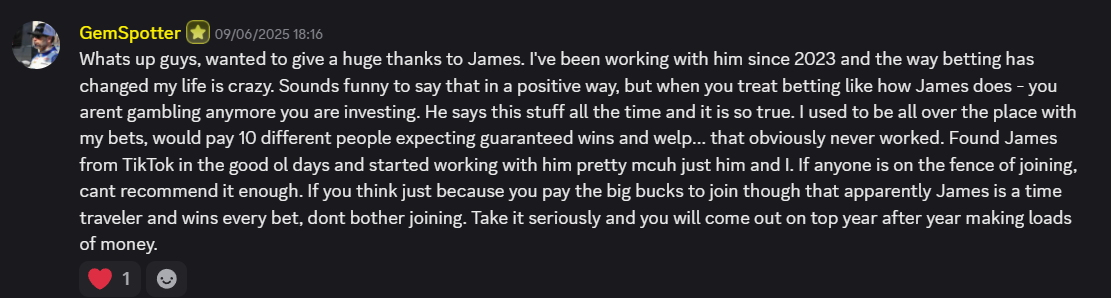 GemSpotter 09/06/2025 18:16
Whats up guys, wanted to give a huge thanks to James. I've been working with him since 2023 and the way betting has
changed my life is crazy. Sounds funny to say that in a positive way, but when you treat betting like how James does - you
arent gambling anymore you are investing. He says this stuff all the time and it is so true. I used to be all over the place with
my bets, would pay 10 different people expecting guaranteed wins and welp... that obviously never worked. Found James
from TikTok in the good ol days and started working with him pretty mcuh just him and I. If anyone is on the fence of joining,
cant recommend it enough. If you think just because you pay the big bucks to join though that apparently James is a time
traveler and wins every bet, dont bother joining. Take it seriously and you will come out on top year after year making loads
of money.
1